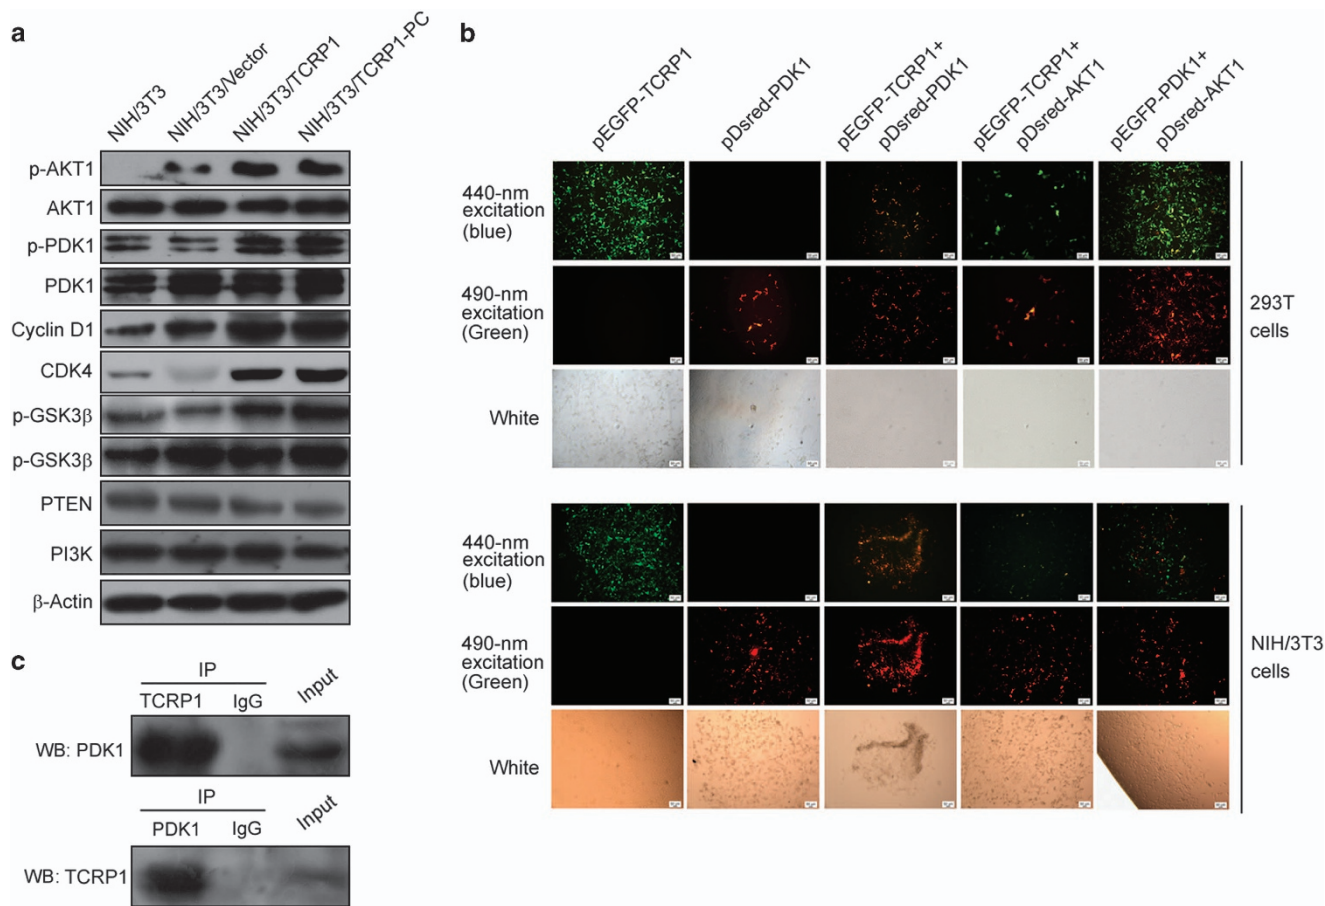 a
NIH/3T3
NIH/3T3/Vector
NIH/3T3/TCRP1
NIH/3T3/TCRP1-PC
p-AKT1
AKT1
p-PDK1
PDK1
Cyclin D1
CDK4
p-GSK3β
p-GSK3β
PTEN
PI3K
β-Actin
b
pEGFP-TCRP1
pDsred-PDK1
pEGFP-TCRP1+
pDsred-PDK1
pEGFP-TCRP1+
pDsred-AKT1
pEGFP-PDK1+
pDsred-AKT1
440-nm
excitation
(blue)
490-nm
excitation
(Green)
White
293T
cells
440-nm
excitation
(blue)
490-nm
excitation
(Green)
White
NIH/3T3
cells
c
IP
TCRP1 IgG Input
WB: PDK1
IP
PDK1 IgG Input
WB: TCRP1